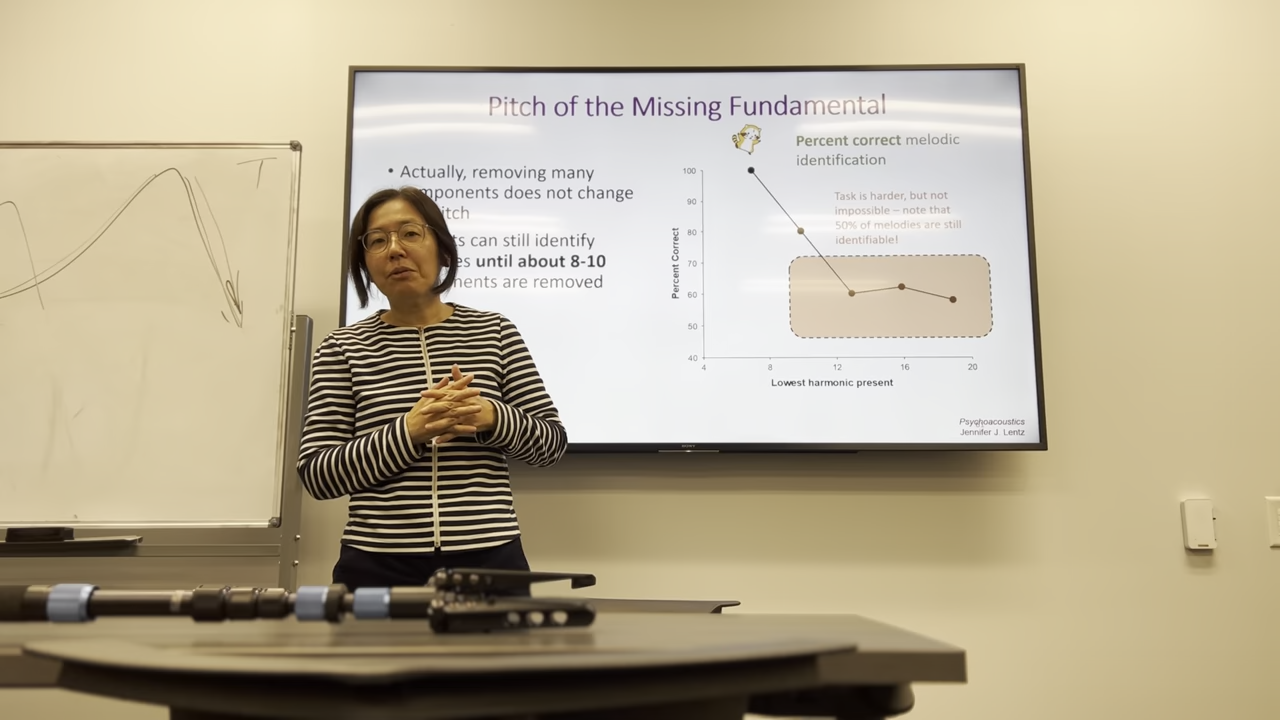 Pitch of the Missing Fundamental
• Actually, removing many
mponents does not change
itch
ts can still identify
es until about 8-10
nents are removed
Percent correct melodic
identification
Task is harder, but not
impossible – note that
50% of melodies are still
identifiable!
Percent Correct
100
90
80
70
60
50
40
4 8 12 16 20
Lowest harmonic present
Psychoacoustics
Jennifer J. Lentz
SONY
T